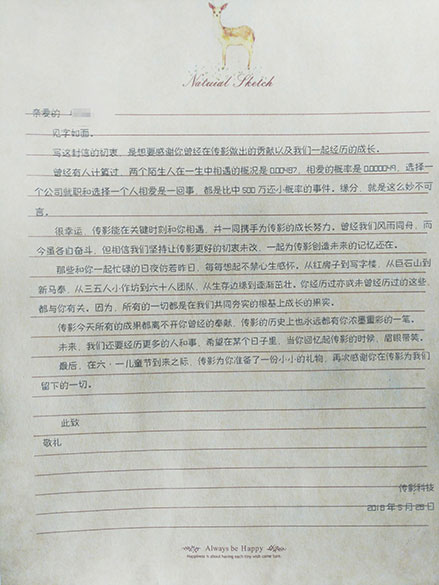 Natural Sketch
亲爱的
见字如面。
写这封信的初衷，是想要感谢你曾经在传影做出的贡献以及我们一起经历的成长。
曾经有人计算过，两个陌生人在一生中相遇的概况是0.00487，相爱的概率是0.000049，选择一
个公司就职和选择一个人相爱是一回事，都是比中500万还小概率的事件。缘分，就是这么妙不可
言。
很幸运，传影能在关键时刻和你相遇，并一同携手为传影的成长努力。曾经我们风雨同舟，而
今虽各们奋斗，但相信我们坚持让传影更好的初衷未改，一起为传影创造未来的记忆还在。
那些和你一起忙碌的日夜仿若昨日，每每想起不禁心生感怀。从红房子到写字楼，从巨石山到
新马泰，从三五人小作坊到六十人团队，从生存边缘到逐渐茁壮。你经历过亦或未曾经历过的这些，
都与你有关。因为，所有的一切都是在我们共同夯实的根基上成长的果实。
传影今天所有的成果都离不开你曾经的奉献，传影的历史上也永远都有你浓墨重彩的一笔。
未来，我们还要经历更多的人和事，希望在某个日子里，当你回忆起传影的时候，眉眼带笑。
最后，在六·一儿童节到来之际，传影为你准备了一份小小的礼物，再次感谢你在传影为我们
留下的一切。
此致
敬礼
传影科技
2018年5月28日
Always be Happy
Happiness is about having each tiny wish come true.